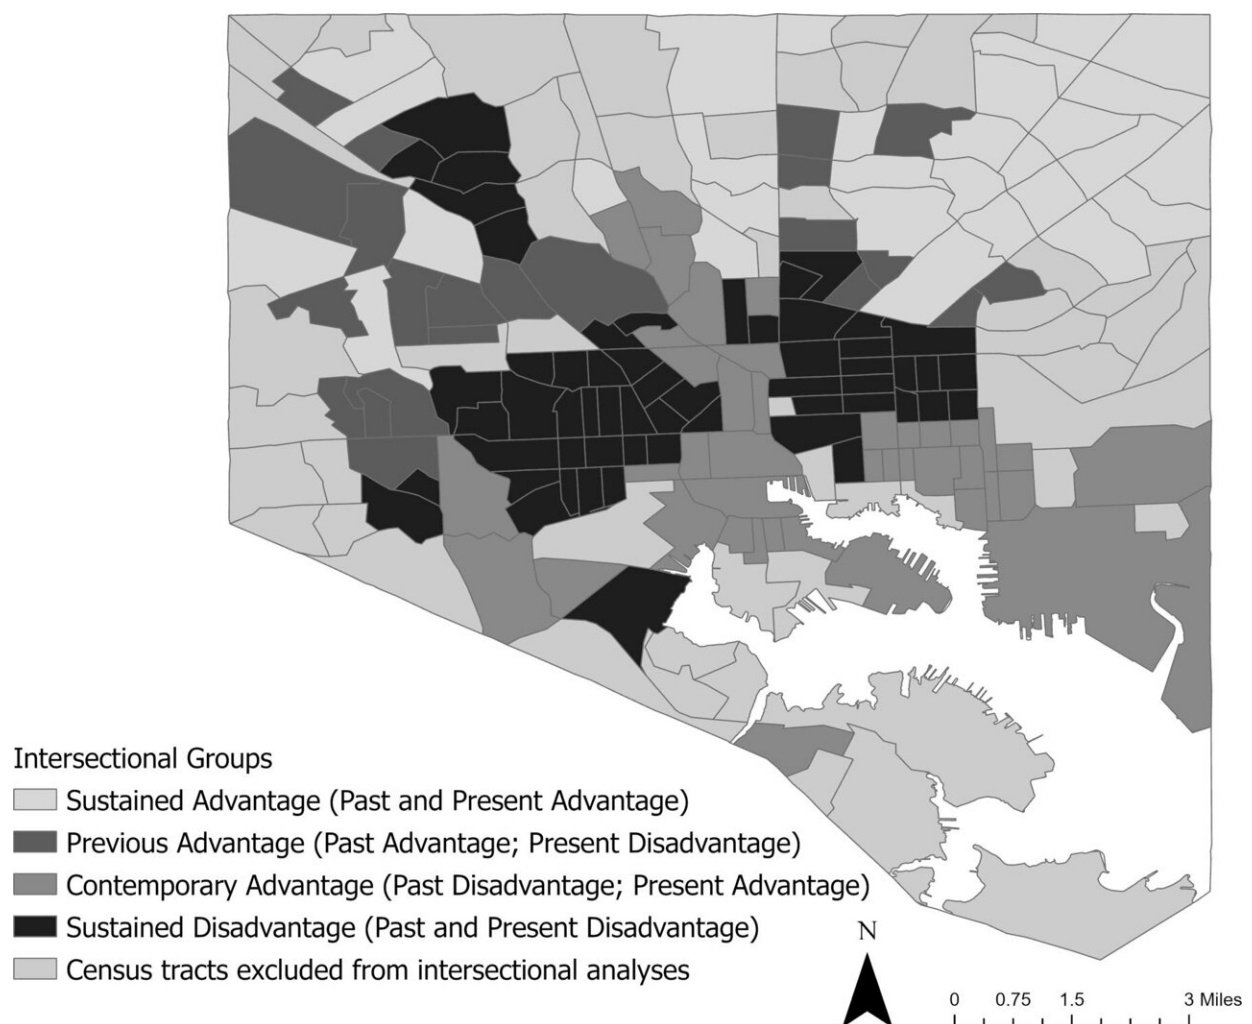 Intersectional Groups
Sustained Advantage (Past and Present Advantage)
Previous Advantage (Past Advantage; Present Disadvantage)
Contemporary Advantage (Past Disadvantage; Present Advantage)
Sustained Disadvantage (Past and Present Disadvantage)
Census tracts excluded from intersectional analyses
N
0 0.75 1.5 3 Miles